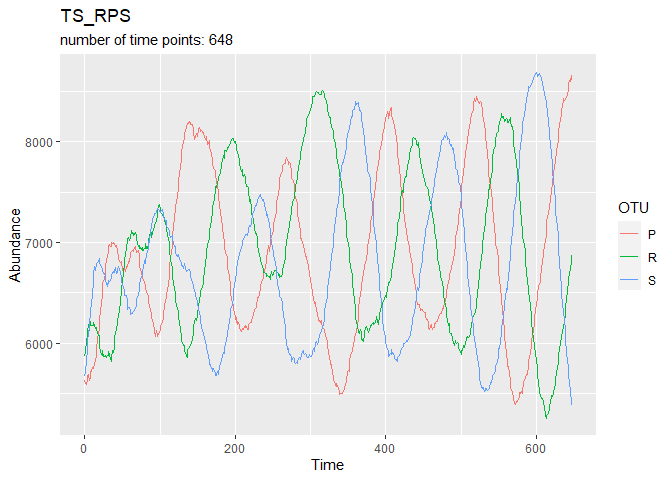 TS_RPS
number of time points: 648
8000
7000
6000
Abundance
0
200
400
600
Time
OTU
P
R
S